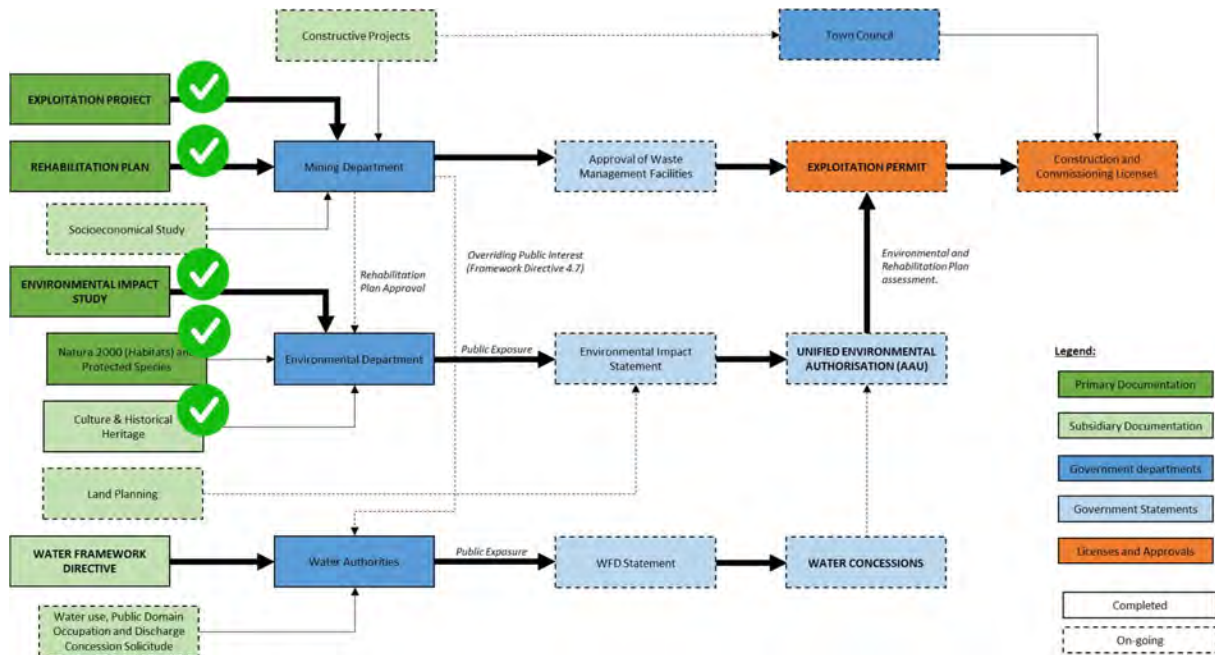 Constructive Projects
Town Council
EXPLOITATION PROJECT
REHABILITATION PLAN
Mining Department
Approval of Waste
Management Facilities
EXPLOITATION PERMIT
Construction and
Commissioning Licenses
Socioeconomical Study
Rehabilitation
Plan Approval
Overriding Public Interest
(Framework Directive 4.7)
Environmental and
Rehabilitation Plan
assessment.
ENVIRONMENTAL IMPACT
STUDY
Natura 2000 (Habitats) and
Protected Species
Environmental Department
Public Exposure
Environmental Impact
Statement
UNIFIED ENVIRONMENTAL
AUTHORISATION (AAU)
Culture & Historical
Heritage
Land Planning
WATER FRAMEWORK
DIRECTIVE
Water Authorities
Public Exposure
WFD Statement
WATER CONCESSIONS
Water use, Public Domain
Occupation and Discharge
Concession Solicitude
Legend:
Primary Documentation
Subsidiary Documentation
Government departments
Government Statements
Licenses and Approvals
Completed
On-going